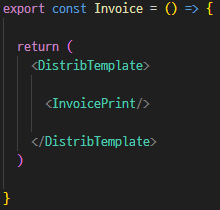 export const Invoice = () => {
return (
<DistribTemplate>
<InvoicePrint/>
</DistribTemplate>
)
}